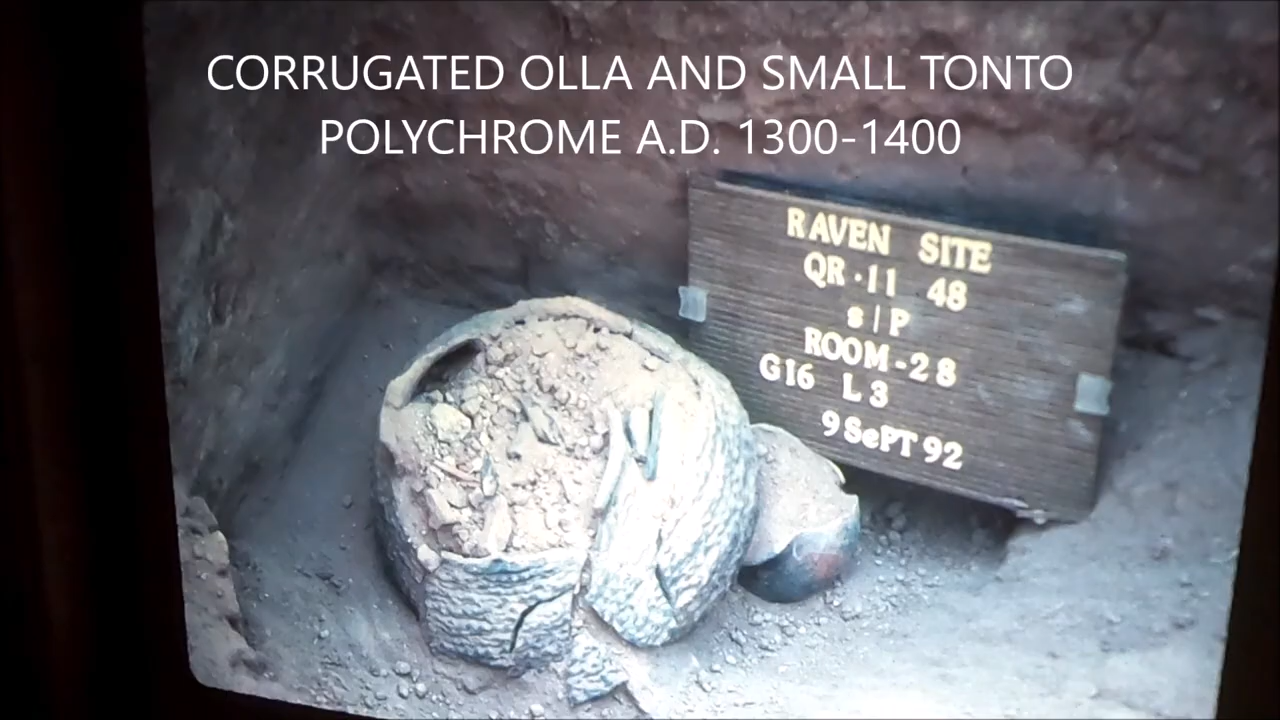 CORRUGATED OLLA AND SMALL TONTO
POLYCHROME A.D. 1300-1400
RAVEN SITE
QR·11 48
S|P
ROOM-28
G16 L3
9 SePT 92